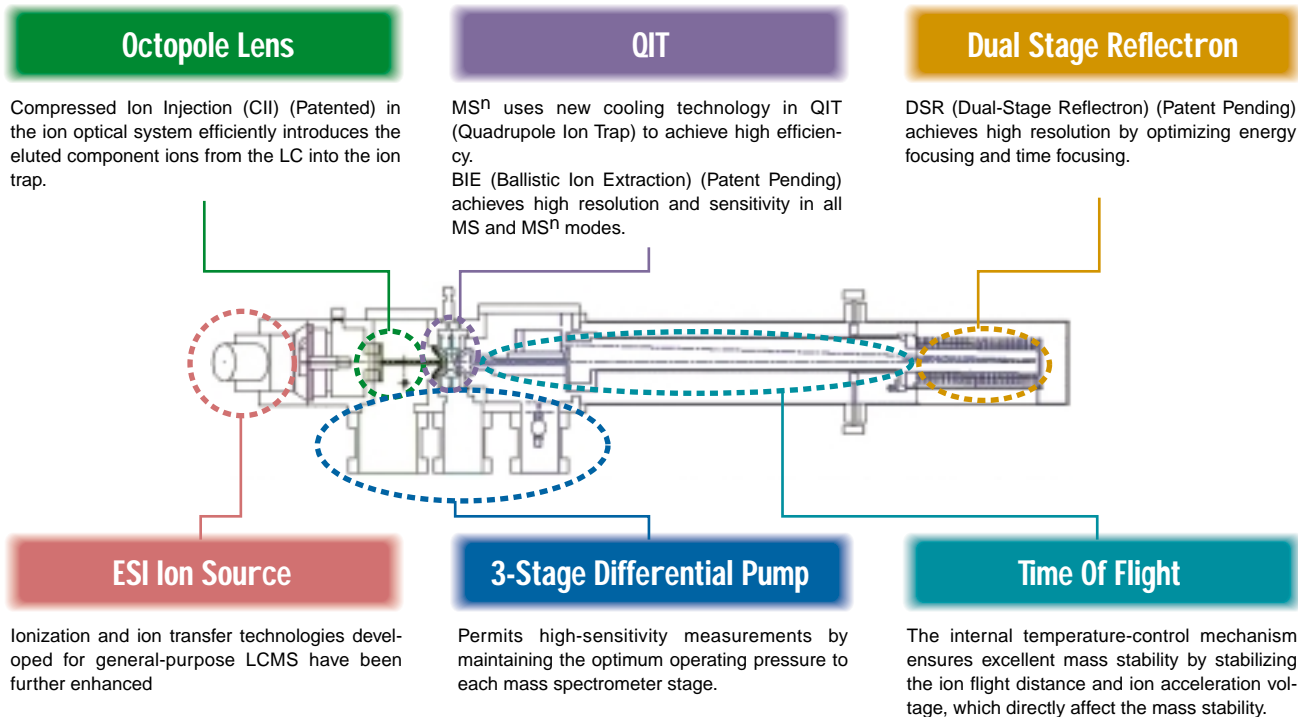 Octopole Lens
Compressed Ion Injection (CII) (Patented) in
the ion optical system efficiently introduces the
eluted component ions from the LC into the ion
trap.
QIT
MSⁿ uses new cooling technology in QIT
(Quadrupole Ion Trap) to achieve high efficien-
cy.
BIE (Ballistic Ion Extraction) (Patent Pending)
achieves high resolution and sensitivity in all
MS and MSⁿ modes.
Dual Stage Reflectron
DSR (Dual-Stage Reflectron) (Patent Pending)
achieves high resolution by optimizing energy
focusing and time focusing.
ESI Ion Source
Ionization and ion transfer technologies devel-
oped for general-purpose LCMS have been
further enhanced
3-Stage Differential Pump
Permits high-sensitivity measurements by
maintaining the optimum operating pressure to
each mass spectrometer stage.
Time Of Flight
The internal temperature-control mechanism
ensures excellent mass stability by stabilizing
the ion flight distance and ion acceleration vol-
tage, which directly affect the mass stability.